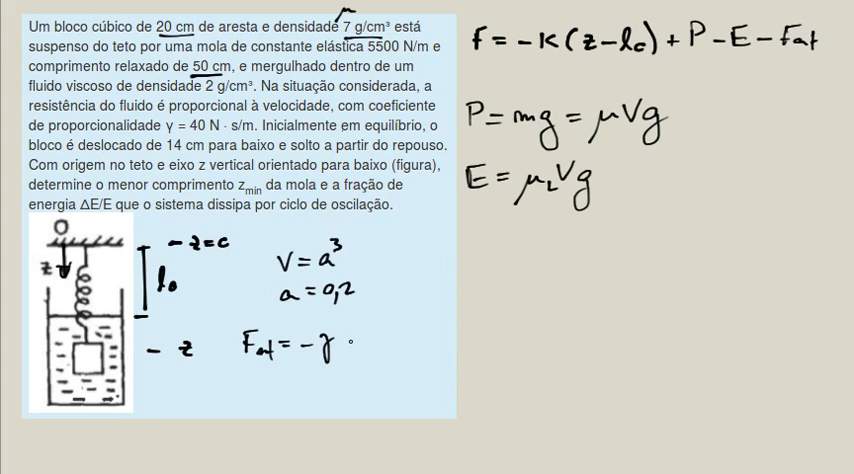 Um bloco cúbico de 20 cm de aresta e densidade 7 g/cm³ está
suspenso do teto por uma mola de constante elástica 5500 N/m e
comprimento relaxado de 50 cm, e mergulhado dentro de um
fluido viscoso de densidade 2 g/cm³. Na situação considerada, a
resistência do fluido é proporcional à velocidade, com coeficiente
de proporcionalidade γ = 40 N · s/m. Inicialmente em equilíbrio, o
bloco é deslocado de 14 cm para baixo e solto a partir do repouso.
Com origem no teto e eixo z vertical orientado para baixo (figura),
determine o menor comprimento z_min da mola e a fração de
energia ΔE/E que o sistema dissipa por ciclo de oscilação.
μ
O
z
l₀
- z=c
- z
V = a³
a = 0,2
Fat = - γ ·
F = - K (z - l₀) + P - E - Fat
P = mg = μVg
E = μLVg